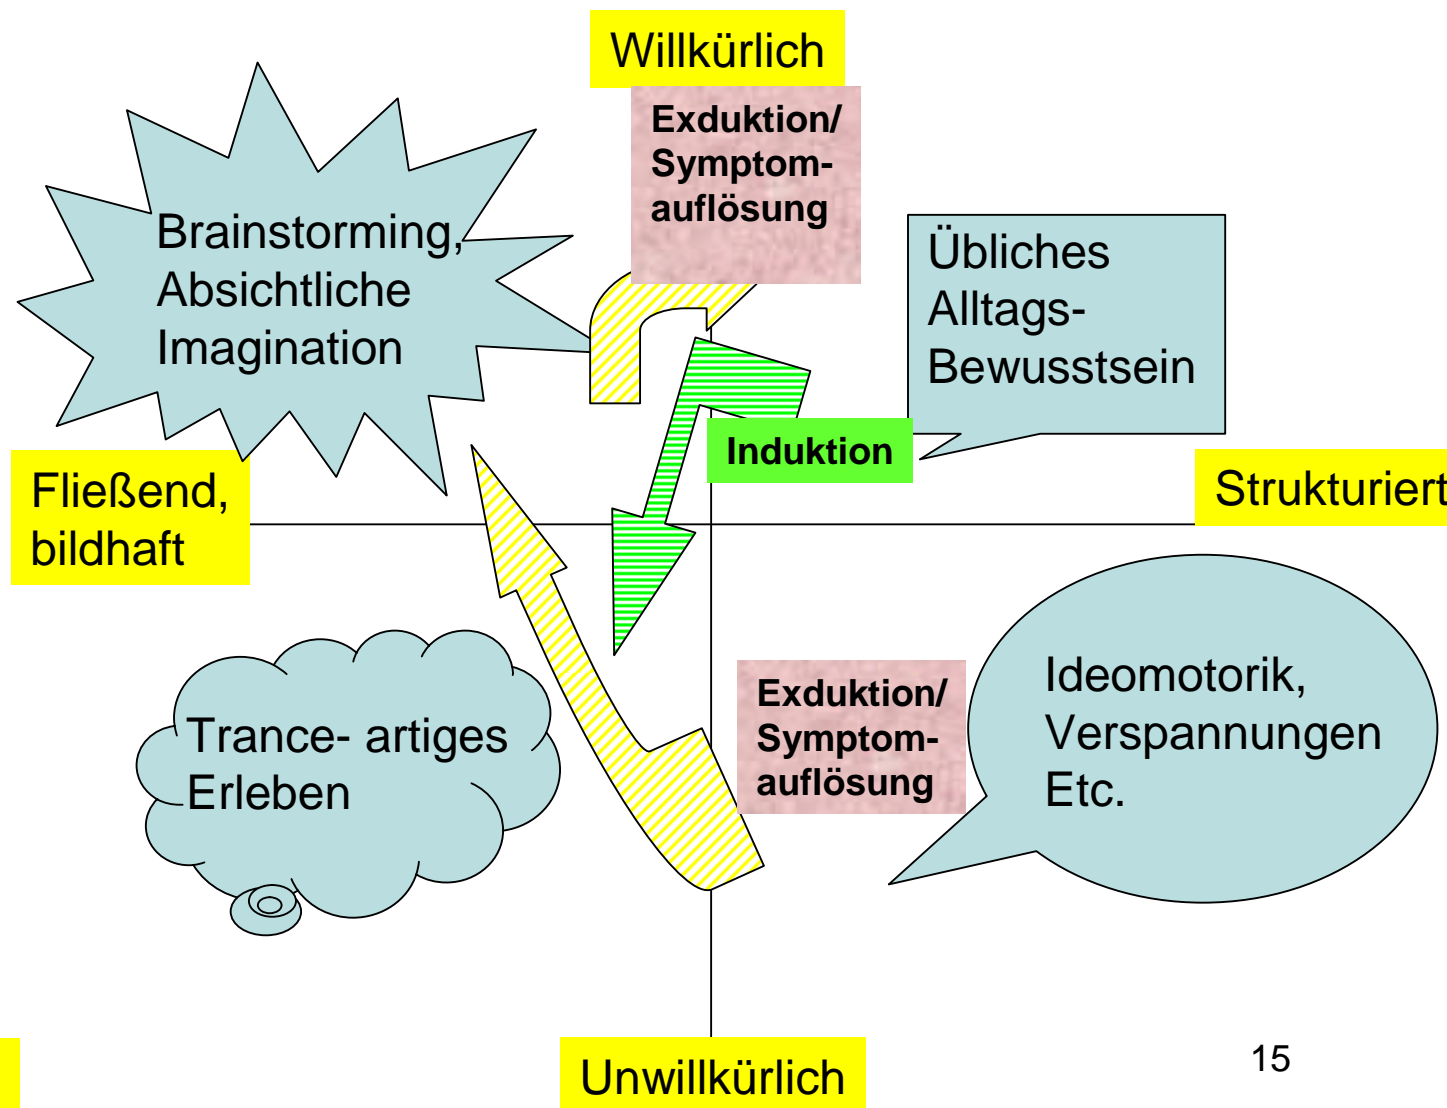 Willkürlich
Exduktion/
Symptom-
auflösung
Brainstorming,
Absichtliche
Imagination
Übliches
Alltags-
Bewusstsein
Induktion
Fließend,
bildhaft
Strukturiert
Trance- artiges
Erleben
Exduktion/
Symptom-
auflösung
Ideomotorik,
Verspannungen
Etc.
Unwillkürlich
15